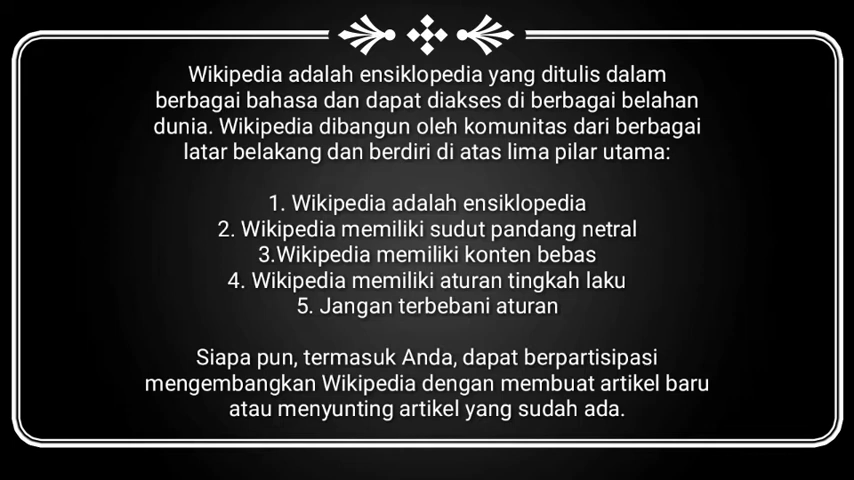 Wikipedia adalah ensiklopedia yang ditulis dalam
berbagai bahasa dan dapat diakses di berbagai belahan
dunia. Wikipedia dibangun oleh komunitas dari berbagai
latar belakang dan berdiri di atas lima pilar utama:
1. Wikipedia adalah ensiklopedia
2. Wikipedia memiliki sudut pandang netral
3.Wikipedia memiliki konten bebas
4. Wikipedia memiliki aturan tingkah laku
5. Jangan terbebani aturan
Siapa pun, termasuk Anda, dapat berpartisipasi
mengembangkan Wikipedia dengan membuat artikel baru
atau menyunting artikel yang sudah ada.